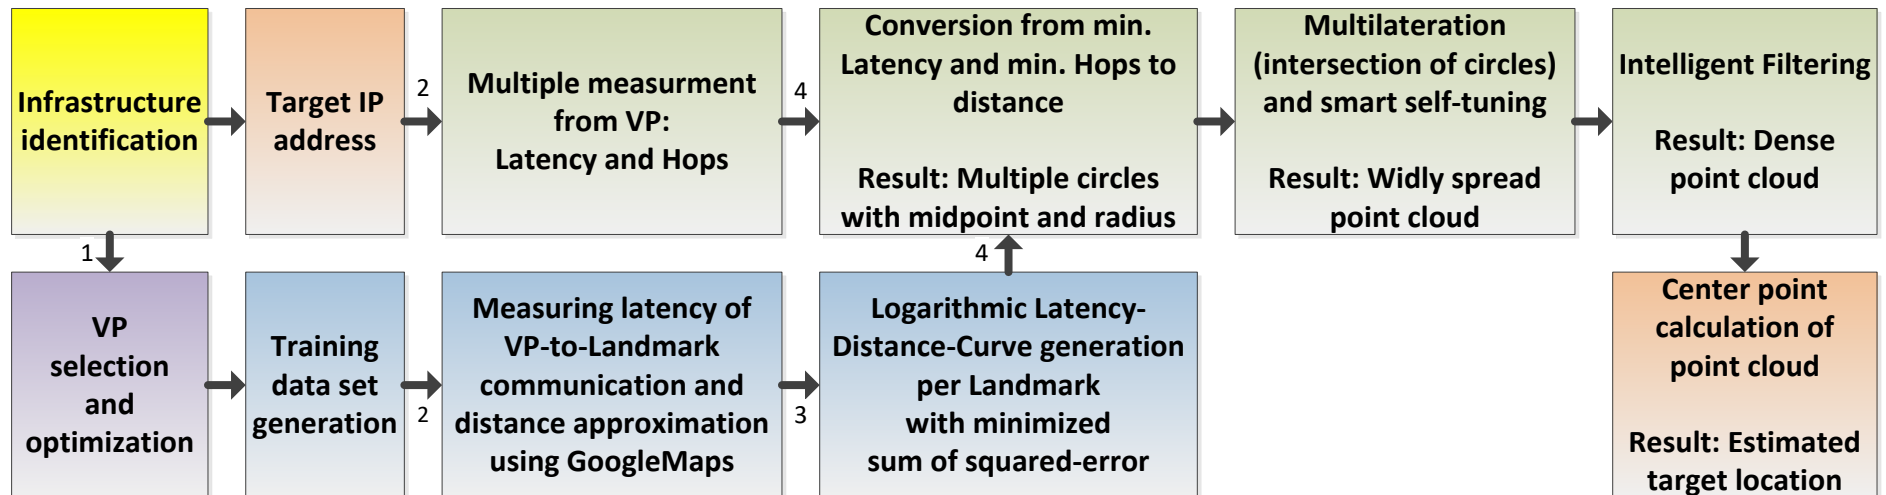 Infrastructure
identification
Target IP
address
2
Multiple measurment
from VP:
Latency and Hops
4
Conversion from min.
Latency and min. Hops to
distance
Result: Multiple circles
with midpoint and radius
Multilateration
(intersection of circles)
and smart self-tuning
Result: Widly spread
point cloud
Intelligent Filtering
Result: Dense
point cloud
1
4
VP
selection
and
optimization
Training
data set
generation
2
Measuring latency of
VP-to-Landmark
communication and
distance approximation
using GoogleMaps
3
Logarithmic Latency-
Distance-Curve generation
per Landmark
with minimized
sum of squared-error
Center point
calculation of
point cloud
Result: Estimated
target location